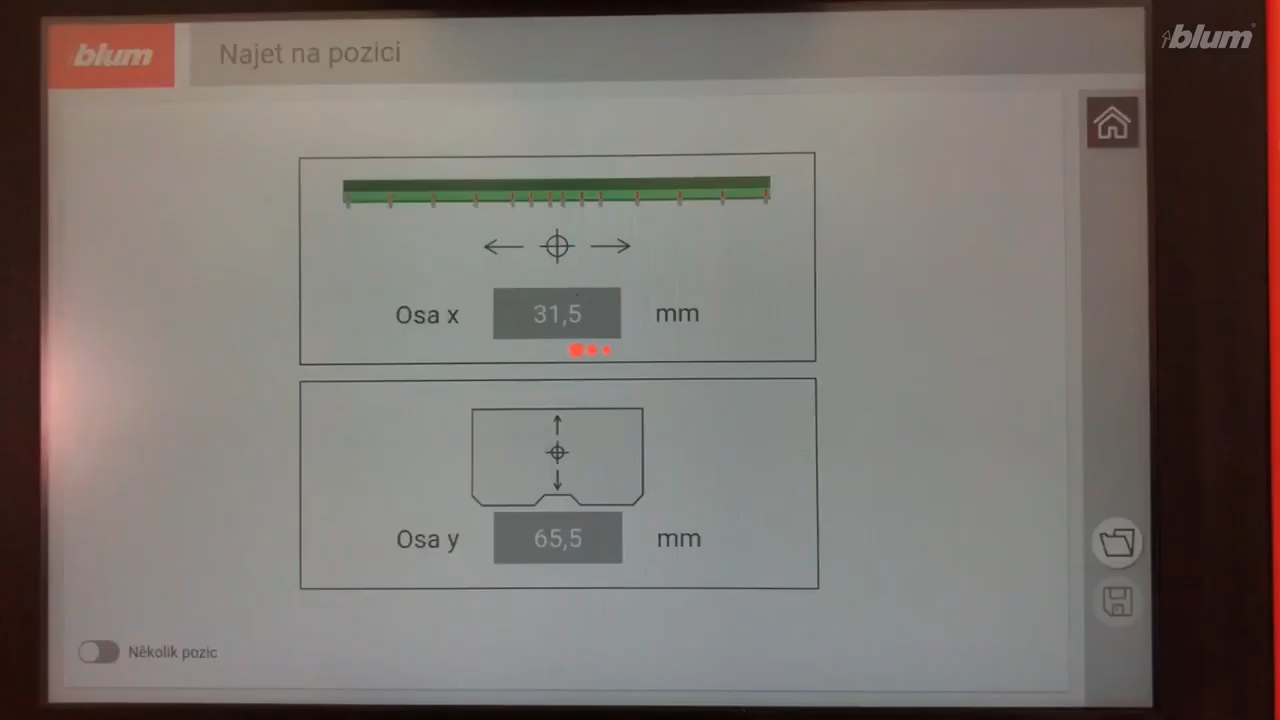 blum
Najet na pozici
blum
Osa x 31,5 mm
Osa y 65,5 mm
Několik pozic